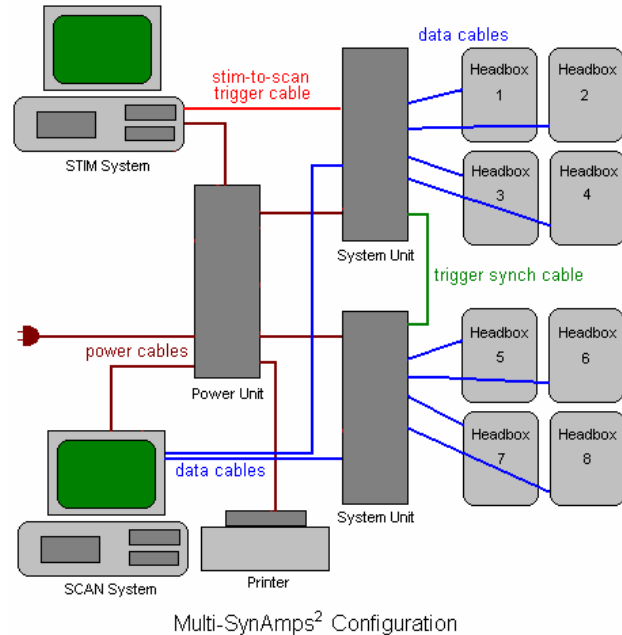 data cables
Headbox
1
Headbox
2
stim-to-scan
trigger cable
STIM System
Headbox
3
Headbox
4
System Unit
trigger synch cable
power cables
Power Unit
Headbox
5
Headbox
6
data cables
Headbox
7
Headbox
8
System Unit
SCAN System
Printer
Multi-SynAmps² Configuration